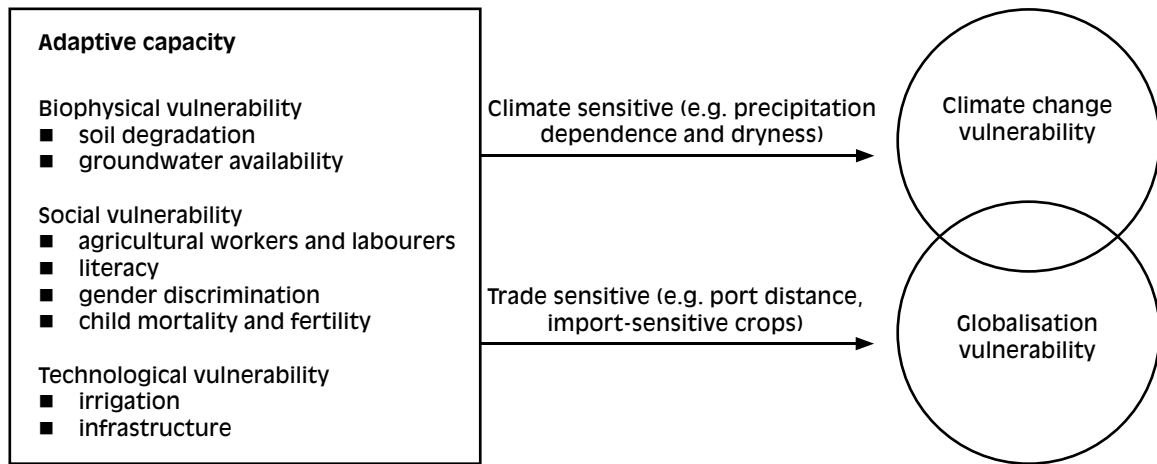 Adaptive capacity
Biophysical vulnerability
■ soil degradation
■ groundwater availability
Social vulnerability
■ agricultural workers and labourers
■ literacy
■ gender discrimination
■ child mortality and fertility
Technological vulnerability
■ irrigation
■ infrastructure
Climate sensitive (e.g. precipitation
dependence and dryness)
Trade sensitive (e.g. port distance,
import-sensitive crops)
Climate change
vulnerability
Globalisation
vulnerability